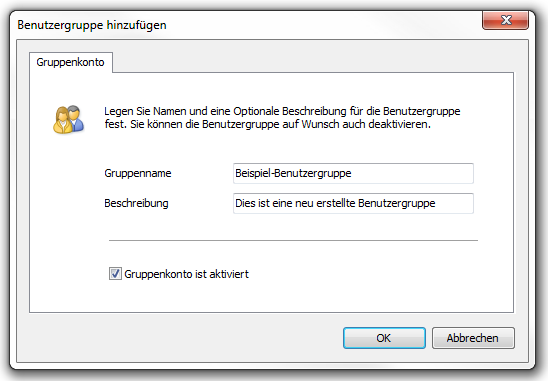 Benutzergruppe hinzufügen
Gruppenkonto
Legen Sie Namen und eine Optionale Beschreibung für die Benutzergruppe
fest. Sie können die Benutzergruppe auf Wunsch auch deaktivieren.
Gruppenname Beispiel-Benutzergruppe
Beschreibung Dies ist eine neu erstellte Benutzergruppe
Gruppenkonto ist aktiviert
OK Abbrechen